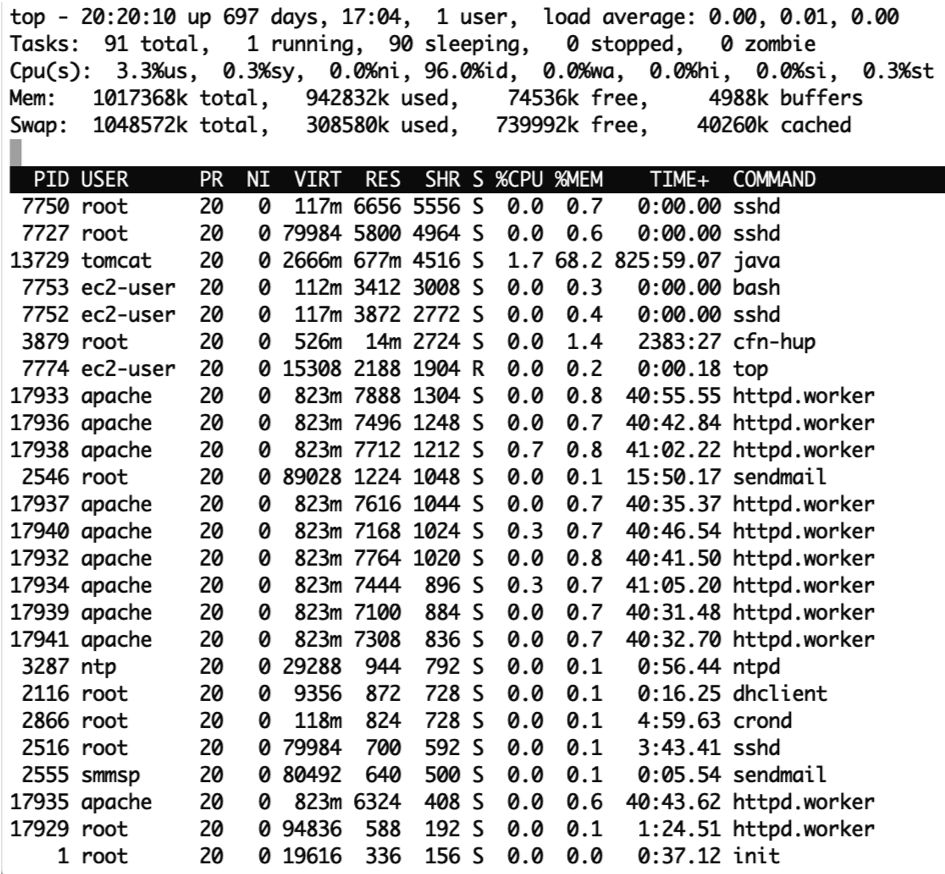 top - 20:20:10 up 697 days, 17:04,  1 user,  load average: 0.00, 0.01, 0.00
Tasks:  91 total,   1 running,  90 sleeping,   0 stopped,   0 zombie
Cpu(s):  3.3%us,  0.3%sy,  0.0%ni, 96.0%id,  0.0%wa,  0.0%hi,  0.0%si,  0.3%st
Mem:   1017368k total,   942832k used,    74536k free,     4988k buffers
Swap:  1048572k total,   308580k used,   739992k free,    40260k cached
  PID USER      PR  NI  VIRT  RES  SHR S %CPU %MEM    TIME+  COMMAND
 7750 root      20   0  117m 6656 5556 S  0.0  0.7   0:00.00 sshd
 7727 root      20   0 79984 5800 4964 S  0.0  0.6   0:00.00 sshd
13729 tomcat    20   0 2666m 677m 4516 S  1.7 68.2 825:59.07 java
 7753 ec2-user  20   0  112m 3412 3008 S  0.0  0.3   0:00.00 bash
 7752 ec2-user  20   0  117m 3872 2772 S  0.0  0.4   0:00.00 sshd
 3879 root      20   0  526m  14m 2724 S  0.0  1.4   2383:27 cfn-hup
 7774 ec2-user  20   0 15308 2188 1904 R  0.0  0.2   0:00.18 top
17933 apache    20   0  823m 7888 1304 S  0.0  0.8  40:55.55 httpd.worker
17936 apache    20   0  823m 7496 1248 S  0.0  0.7  40:42.84 httpd.worker
17938 apache    20   0  823m 7712 1212 S  0.7  0.8  41:02.22 httpd.worker
 2546 root      20   0 89028 1224 1048 S  0.0  0.1  15:50.17 sendmail
17937 apache    20   0  823m 7616 1044 S  0.0  0.7  40:35.37 httpd.worker
17940 apache    20   0  823m 7168 1024 S  0.3  0.7  40:46.54 httpd.worker
17932 apache    20   0  823m 7764 1020 S  0.0  0.8  40:41.50 httpd.worker
17934 apache    20   0  823m 7444  896 S  0.3  0.7  41:05.20 httpd.worker
17939 apache    20   0  823m 7100  884 S  0.0  0.7  40:31.48 httpd.worker
17941 apache    20   0  823m 7308  836 S  0.0  0.7  40:32.70 httpd.worker
 3287 ntp       20   0 29288  944  792 S  0.0  0.1   0:56.44 ntpd
 2116 root      20   0  9356  872  728 S  0.0  0.1   0:16.25 dhclient
 2866 root      20   0  118m  824  728 S  0.0  0.1   4:59.63 crond
 2516 root      20   0 79984  700  592 S  0.0  0.1   3:43.41 sshd
 2555 smmsp     20   0 80492  640  500 S  0.0  0.1   0:05.54 sendmail
17935 apache    20   0  823m 6324  408 S  0.0  0.6  40:43.62 httpd.worker
17929 root      20   0 94836  588  192 S  0.0  0.1   1:24.51 httpd.worker
    1 root      20   0 19616  336  156 S  0.0  0.0   0:37.12 init